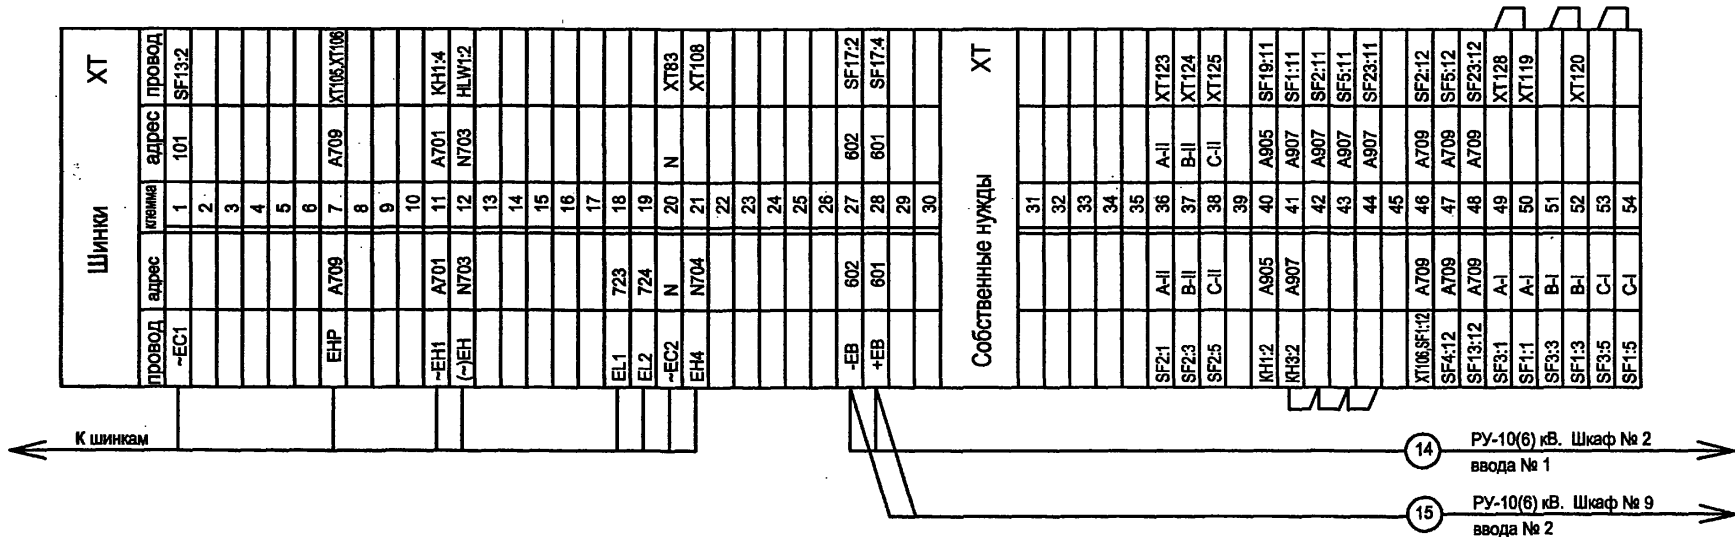 Шинки XT
провод адрес клемма адрес провод
~EC1 1 101 SF13:2
2
3
4
5
6
EHP A709 7 A709 XT105,XT106
8
9
10
~EH1 A701 11 A701 KH1:4
(~)EH N703 12 N703 HLW1:2
13
14
15
16
17
EL1 723 18
EL2 724 19
~EC2 N 20 N XT83
EH4 N704 21 XT108
22
23
24
25
26
-EB 602 27 602 SF17:2
+EB 601 28 601 SF17:4
29
30
Собственные нужды XT
31
32
33
34
35
SF2:1 A-II 36 A-II XT123
SF2:3 B-II 37 B-II XT124
SF2:5 C-II 38 C-II XT125
39
KH1:2 A905 40 A905 SF19:11
KH3:2 A907 41 A907 SF1:11
42 A907 SF2:11
43 A907 SF5:11
44 A907 SF23:11
45
XT106,SF1:12 A709 46 A709 SF2:12
SF4:12 A709 47 A709 SF5:12
SF13:12 A709 48 A709 SF23:12
SF3:1 A-I 49 XT128
SF1:1 A-I 50 XT119
SF3:3 B-I 51
SF1:3 B-I 52 XT120
SF3:5 C-I 53
SF1:5 C-I 54
К шинкам
14 РУ-10(6) кВ. Шкаф № 2
ввода № 1
15 РУ-10(6) кВ. Шкаф № 9
ввода № 2